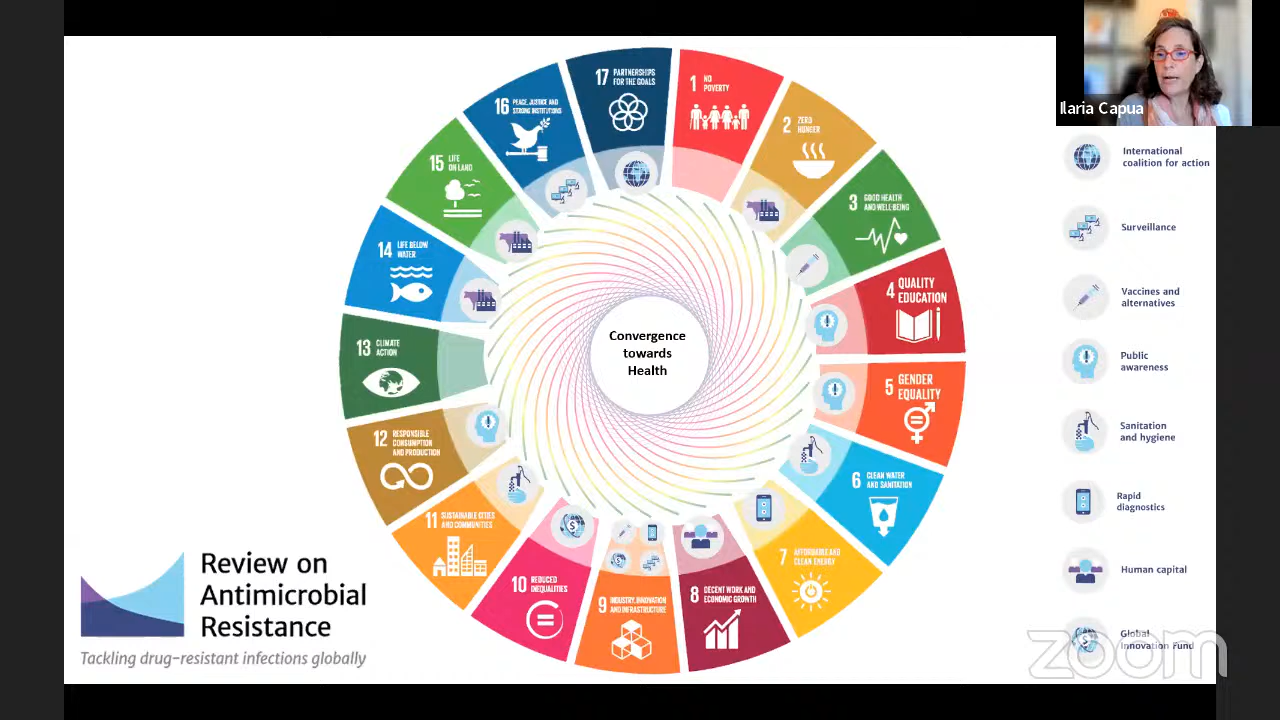 Ilaria Capua
17 PARTNERSHIPS
FOR THE GOALS
1 NO
POVERTY
2 ZERO
HUNGER
3 GOOD HEALTH
AND WELL-BEING
4 QUALITY
EDUCATION
5 GENDER
EQUALITY
6 CLEAN WATER
AND SANITATION
7 AFFORDABLE AND
CLEAN ENERGY
8 DECENT WORK AND
ECONOMIC GROWTH
9 INDUSTRY, INNOVATION
AND INFRASTRUCTURE
10 REDUCED
INEQUALITIES
11 SUSTAINABLE CITIES
AND COMMUNITIES
12 RESPONSIBLE
CONSUMPTION
AND PRODUCTION
13 CLIMATE
ACTION
14 LIFE BELOW
WATER
15 LIFE
ON LAND
16 PEACE, JUSTICE AND
STRONG INSTITUTIONS
Convergence
towards
Health
International
coalition for action
Surveillance
Vaccines and
alternatives
Public
awareness
Sanitation
and hygiene
Rapid
diagnostics
Human capital
Global
Innovation Fund
zoom
Review on
Antimicrobial
Resistance
Tackling drug-resistant infections globally